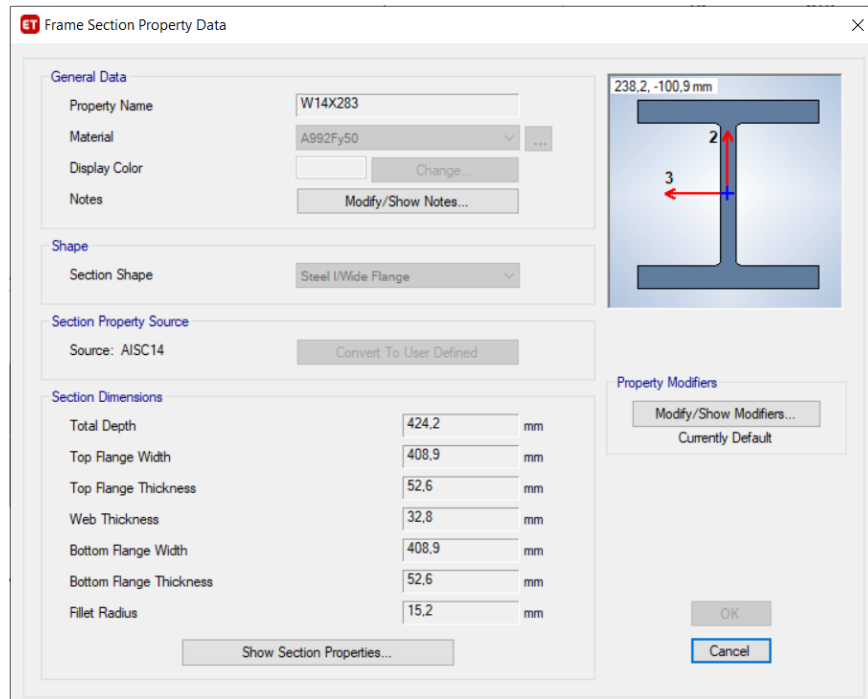 ET Frame Section Property Data
General Data
Property Name W14X283
Material A992Fy50 ...
Display Color Change...
Notes Modify/Show Notes...
238,2, -100,9 mm
2
3
Shape
Section Shape Steel I/Wide Flange
Section Property Source
Source: AISC14 Convert To User Defined
Section Dimensions
Total Depth 424,2 mm
Top Flange Width 408,9 mm
Top Flange Thickness 52,6 mm
Web Thickness 32,8 mm
Bottom Flange Width 408,9 mm
Bottom Flange Thickness 52,6 mm
Fillet Radius 15,2 mm
Show Section Properties...
Property Modifiers
Modify/Show Modifiers...
Currently Default
OK
Cancel